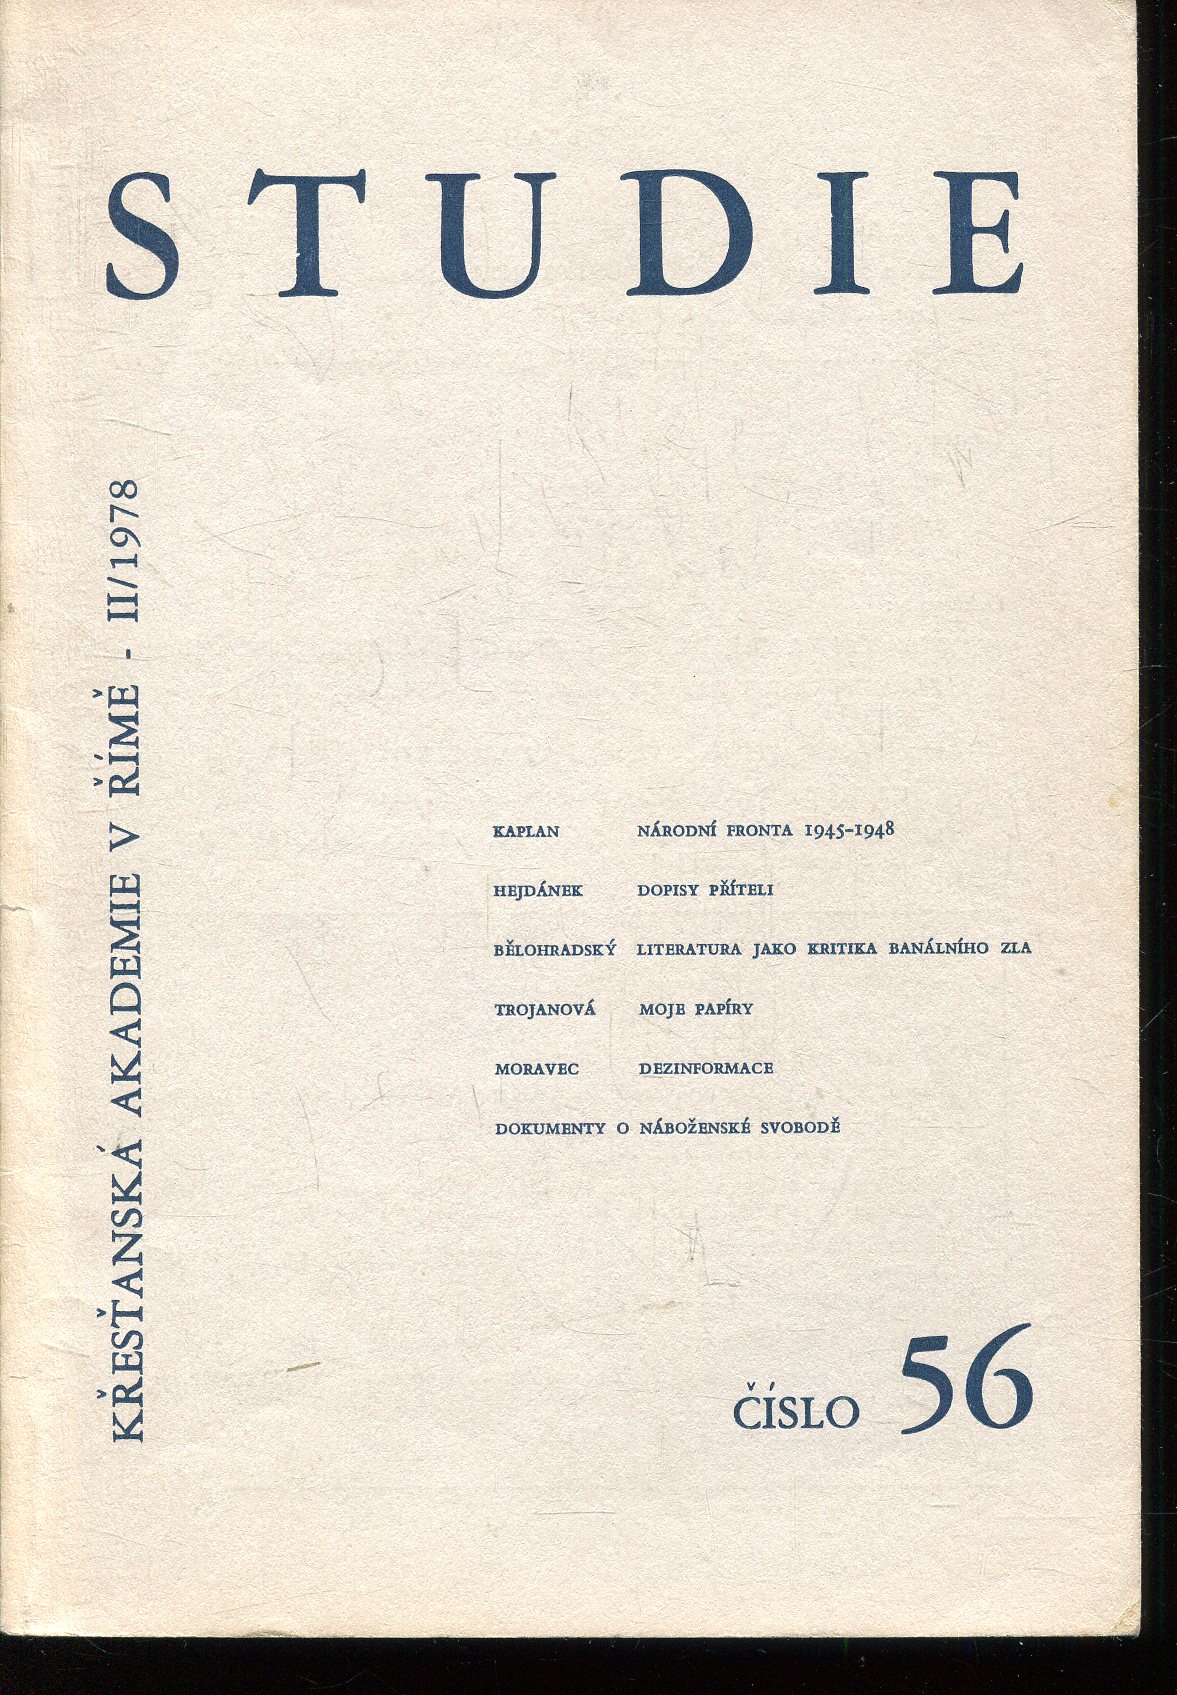 STUDIE
KŘESŤANSKÁ AKADEMIE V ŘÍMĚ - II/1978
KAPLAN NÁRODNÍ FRONTA 1945-1948
HEJDÁNEK DOPISY PŘÍTELI
BĚLOHRADSKÝ LITERATURA JAKO KRITIKA BANÁLNÍHO ZLA
TROJANOVÁ MOJE PAPÍRY
MORAVEC DEZINFORMACE
DOKUMENTY O NÁBOŽENSKÉ SVOBODĚ
ČÍSLO 56